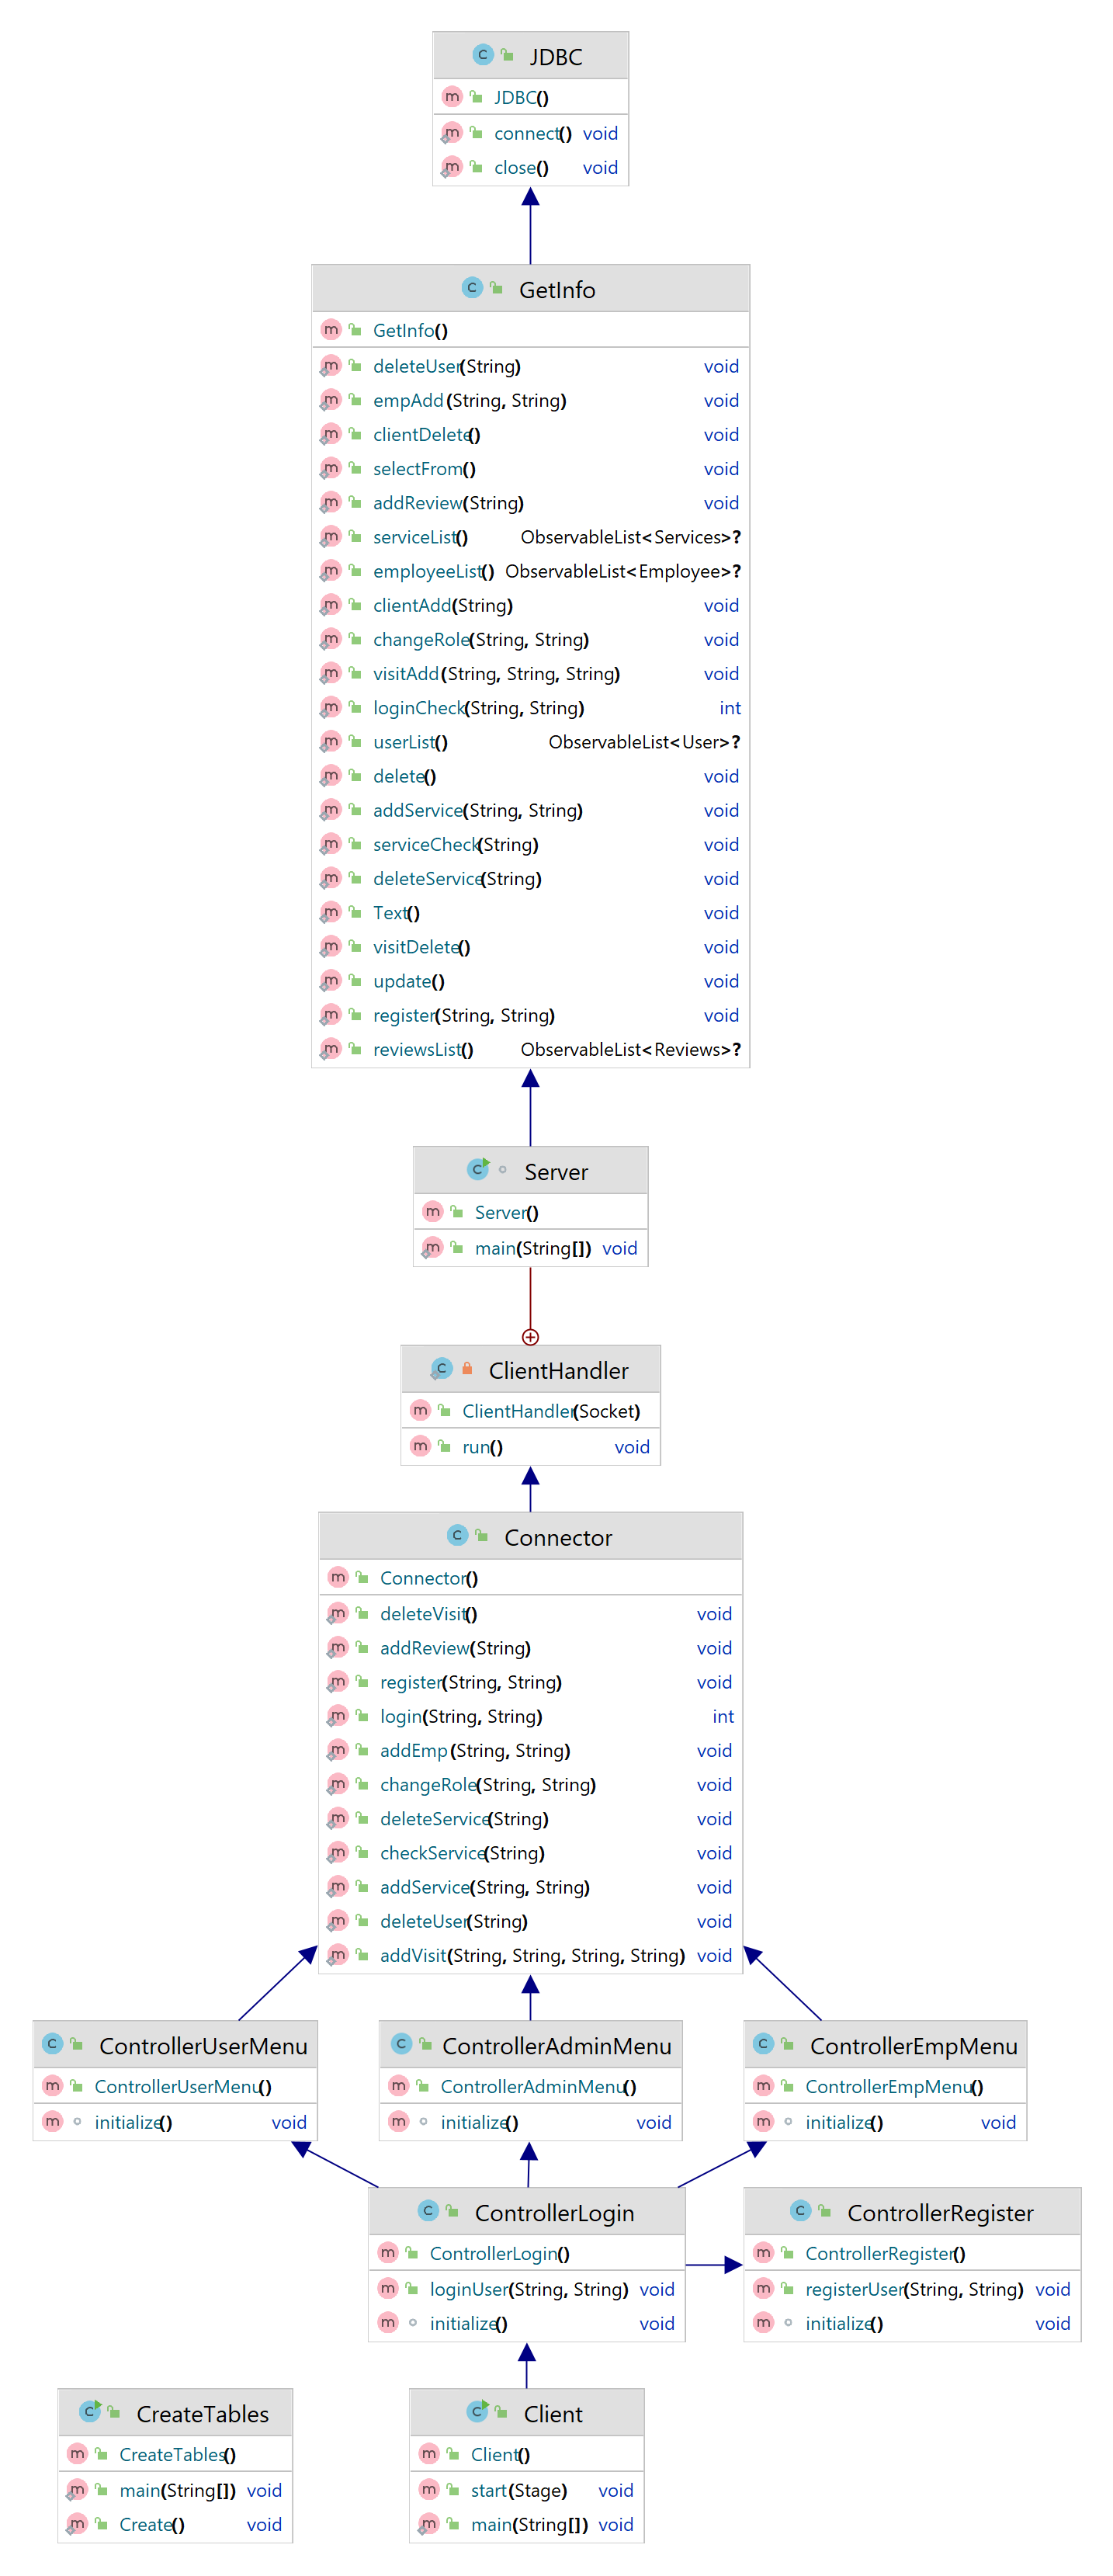 JDBC
JDBC()
connect() void
close() void
GetInfo
GetInfo()
deleteUser(String) void
empAdd(String, String) void
clientDelete() void
selectFrom() void
addReview(String) void
serviceList() ObservableList<Services>?
employeeList() ObservableList<Employee>?
clientAdd(String) void
changeRole(String, String) void
visitAdd(String, String, String) void
loginCheck(String, String) int
userList() ObservableList<User>?
delete() void
addService(String, String) void
serviceCheck(String) void
deleteService(String) void
Text() void
visitDelete() void
update() void
register(String, String) void
reviewsList() ObservableList<Reviews>?
Server
Server()
main(String[]) void
ClientHandler
ClientHandler(Socket)
run() void
Connector
Connector()
deleteVisit() void
addReview(String) void
register(String, String) void
login(String, String) int
addEmp(String, String) void
changeRole(String, String) void
deleteService(String) void
checkService(String) void
addService(String, String) void
deleteUser(String) void
addVisit(String, String, String, String) void
ControllerUserMenu
ControllerUserMenu()
initialize() void
ControllerAdminMenu
ControllerAdminMenu()
initialize() void
ControllerEmpMenu
ControllerEmpMenu()
initialize() void
ControllerLogin
ControllerLogin()
loginUser(String, String) void
initialize() void
ControllerRegister
ControllerRegister()
registerUser(String, String) void
initialize() void
CreateTables
CreateTables()
main(String[]) void
Create() void
Client
Client()
start(Stage) void
main(String[]) void